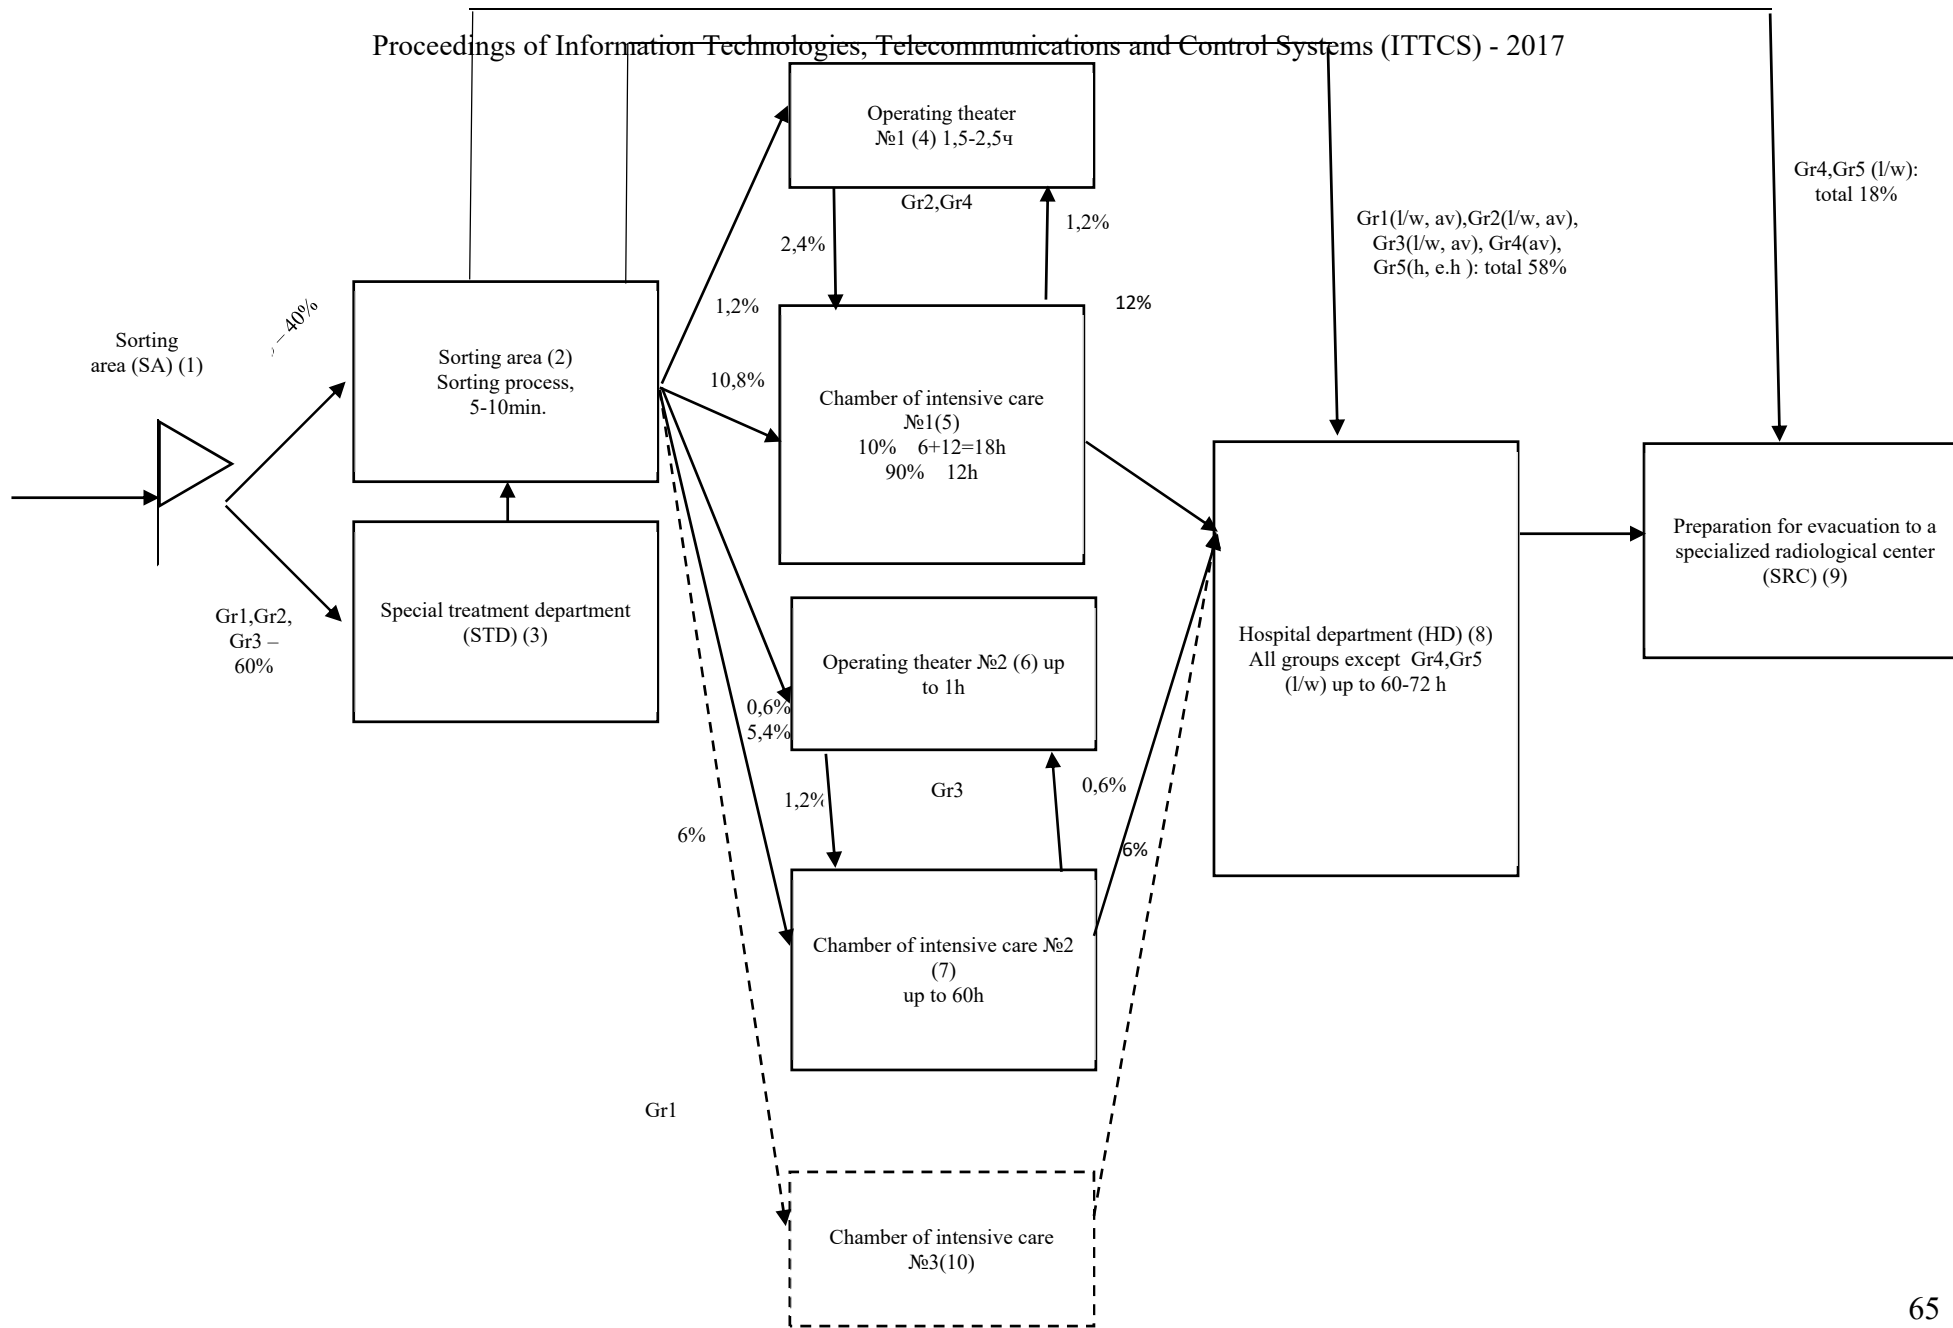 Proceedings of Information Technologies, Telecommunications and Control Systems (ITTCS) - 2017
Operating theater
№1 (4) 1,5-2,5ч
Gr4,Gr5 (l/w):
total 18%
Gr2,Gr4
2,4%
1,2%
Gr1(l/w, av),Gr2(l/w, av),
Gr3(l/w, av), Gr4(av),
Gr5(h, e.h ): total 58%
– 40%
1,2%
12%
Sorting
area (SA) (1)
Sorting area (2)
Sorting process,
5-10min.
10,8%
Chamber of intensive care
№1(5)
10% 6+12=18h
90% 12h
Preparation for evacuation to a
specialized radiological center
(SRC) (9)
Gr1,Gr2,
Gr3 –
60%
Special treatment department
(STD) (3)
Operating theater №2 (6) up
to 1h
Hospital department (HD) (8)
All groups except Gr4,Gr5
(l/w) up to 60-72 h
0,6%
5,4%
1,2%
Gr3
0,6%
6%
6%
Chamber of intensive care №2
(7)
up to 60h
Gr1
Chamber of intensive care
№3(10)
65